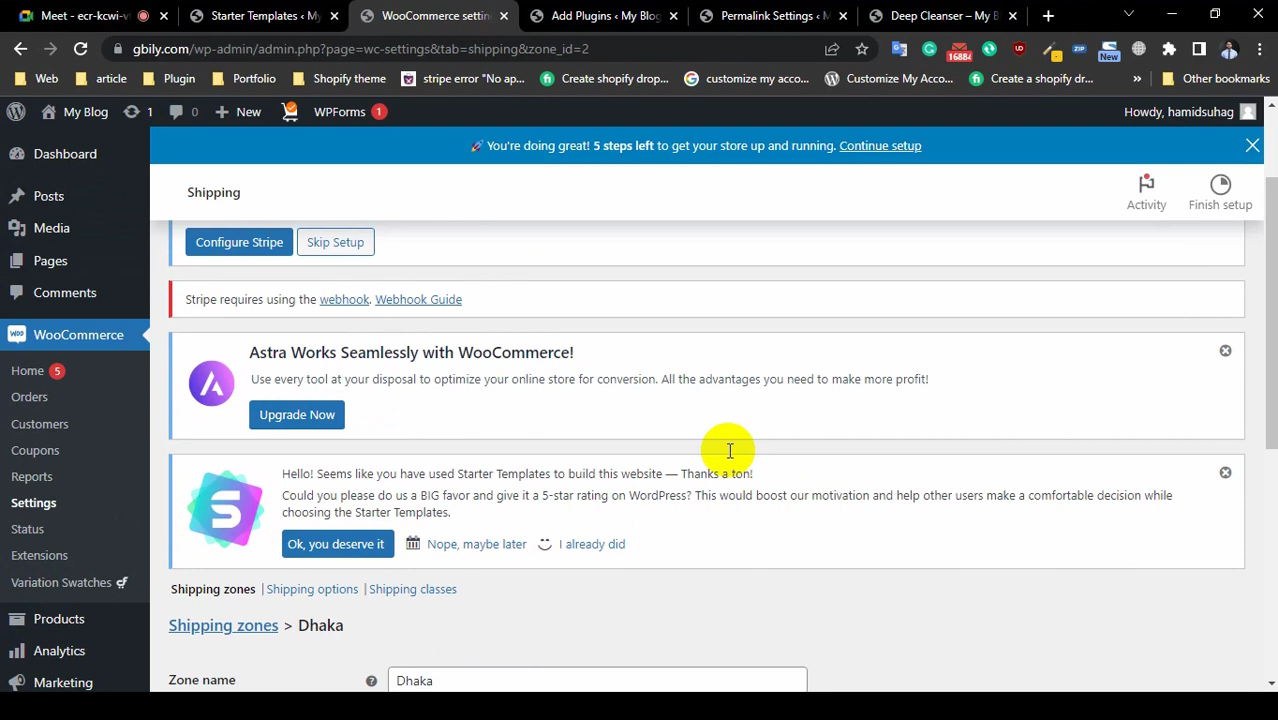 Meet - ecr-kcwi-v
Starter Templates ‹ My
WooCommerce settin
Add Plugins ‹ My Blog
Permalink Settings ‹ M
Deep Cleanser – My B
gbily.com/wp-admin/admin.php?page=wc-settings&tab=shipping&zone_id=2
16884
New
Web
article
Plugin
Portfolio
Shopify theme
stripe error "No ap...
Create shopify drop...
customize my acco...
Customize My Acco...
Create a shopify dr...
Other bookmarks
My Blog
1
0
New
WPForms
1
Howdy, hamidsuhag
Dashboard
Posts
Media
Pages
Comments
WooCommerce
Home 5
Orders
Customers
Coupons
Reports
Settings
Status
Extensions
Variation Swatches
Products
Analytics
Marketing
You're doing great! 5 steps left to get your store up and running. Continue setup
Shipping
Activity
Finish setup
Configure Stripe
Skip Setup
Stripe requires using the webhook. Webhook Guide
Astra Works Seamlessly with WooCommerce!
Use every tool at your disposal to optimize your online store for conversion. All the advantages you need to make more profit!
Upgrade Now
Hello! Seems like you have used Starter Templates to build this website — Thanks a ton!
Could you please do us a BIG favor and give it a 5-star rating on WordPress? This would boost our motivation and help other users make a comfortable decision while
choosing the Starter Templates.
Ok, you deserve it
Nope, maybe later
I already did
Shipping zones | Shipping options | Shipping classes
Shipping zones > Dhaka
Zone name
Dhaka